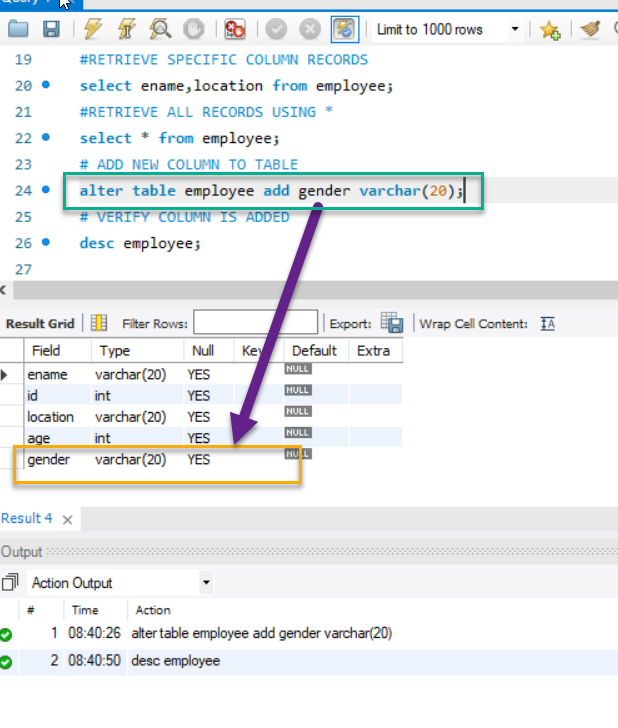 Query 1
Limit to 1000 rows
19 #RETRIEVE SPECIFIC COLUMN RECORDS
20 select ename,location from employee;
21 #RETRIEVE ALL RECORDS USING *
22 select * from employee;
23 # ADD NEW COLUMN TO TABLE
24 alter table employee add gender varchar(20);
25 # VERIFY COLUMN IS ADDED
26 desc employee;
27
Result Grid Filter Rows: Export: Wrap Cell Content: IA
Field Type Null Key Default Extra
ename varchar(20) YES NULL
id int YES NULL
location varchar(20) YES NULL
age int YES NULL
gender varchar(20) YES NULL
Result 4
Output
Action Output
# Time Action
1 08:40:26 alter table employee add gender varchar(20)
2 08:40:50 desc employee